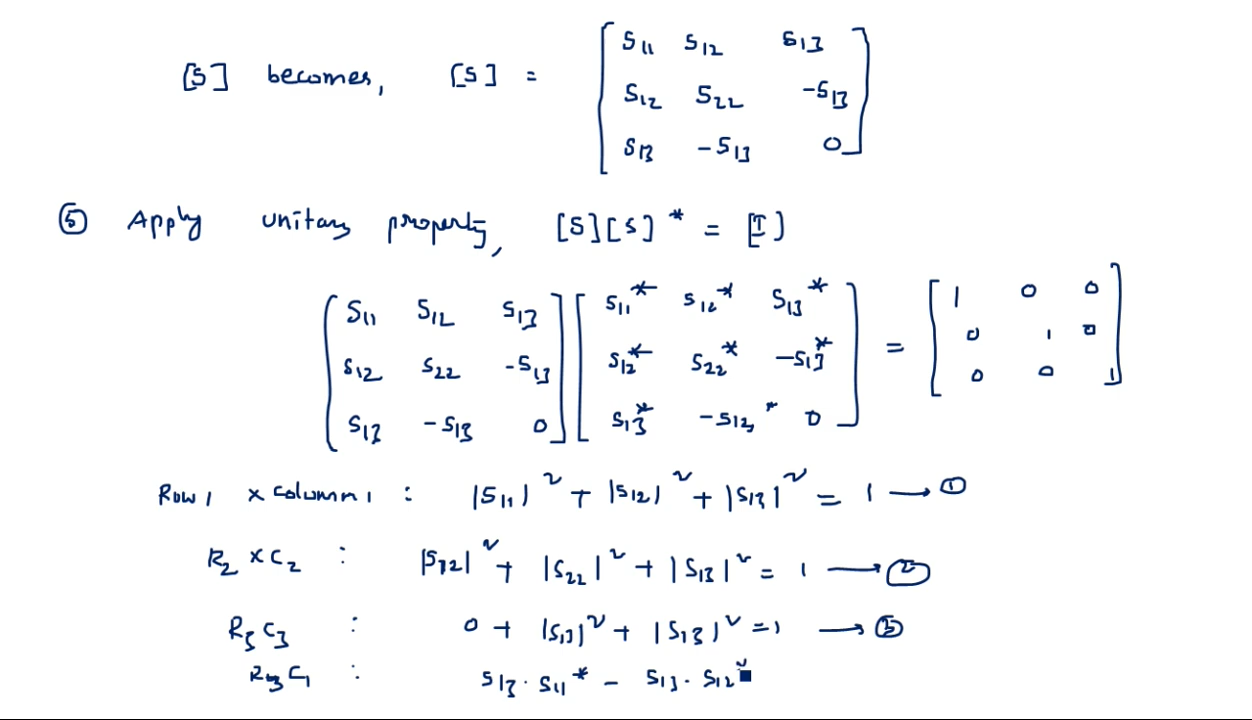 [S] becomes, [S] = [ S11 S12 S13
S12 S22 -S13
S13 -S13 0 ]
⑤ Apply unitary property, [S][S]* = [I]
[ S11 S12 S13 ] [ S11* S12* S13* ] = [ 1 0 0 ]
[ S12 S22 -S13 ] [ S12* S22* -S13* ] [ 0 1 0 ]
[ S13 -S13 0 ] [ S13* -S13* 0 ] [ 0 0 1 ]
Row 1 x Column 1 : |S11|² + |S12|² + |S13|² = 1 → ①
R2 x C2 : |S12|² + |S22|² + |S13|² = 1 → ②
R3 C3 : 0 + |S13|² + |S13|² = 1 → ③
R3 C1 : S13 . S11* - S13 . S12*